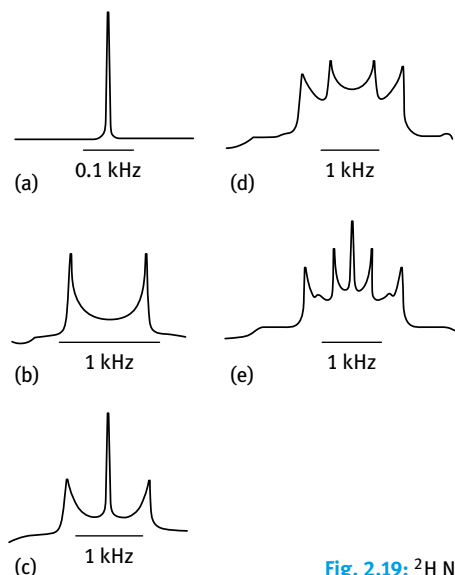 (a)
0.1 kHz
(b)
1 kHz
(c)
1 kHz
(d)
1 kHz
(e)
1 kHz
Fig. 2.19: ²H N